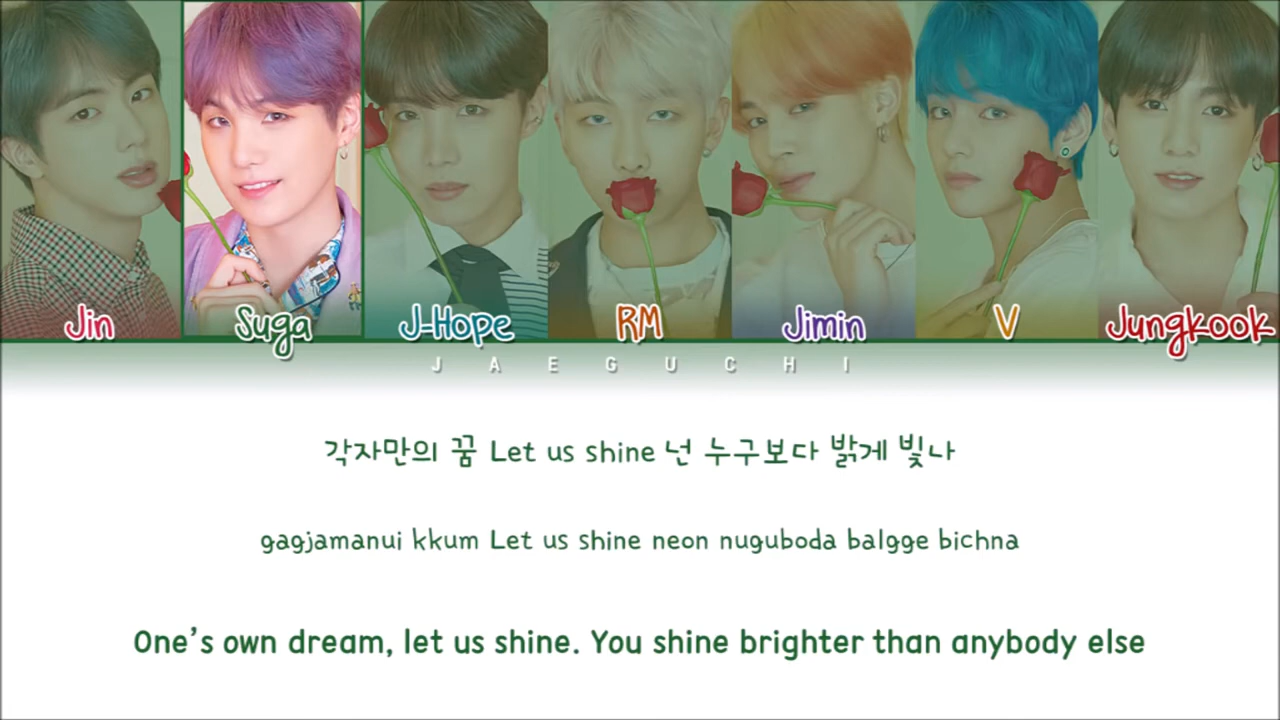 Jin Suga J-Hope RM Jimin V Jungkook
JAEGUCHI
각자만의 꿈 Let us shine 넌 누구보다 밝게 빛나
gagjamanui kkum Let us shine neon nuguboda balgge bichna
One's own dream, let us shine. You shine brighter than anybody else